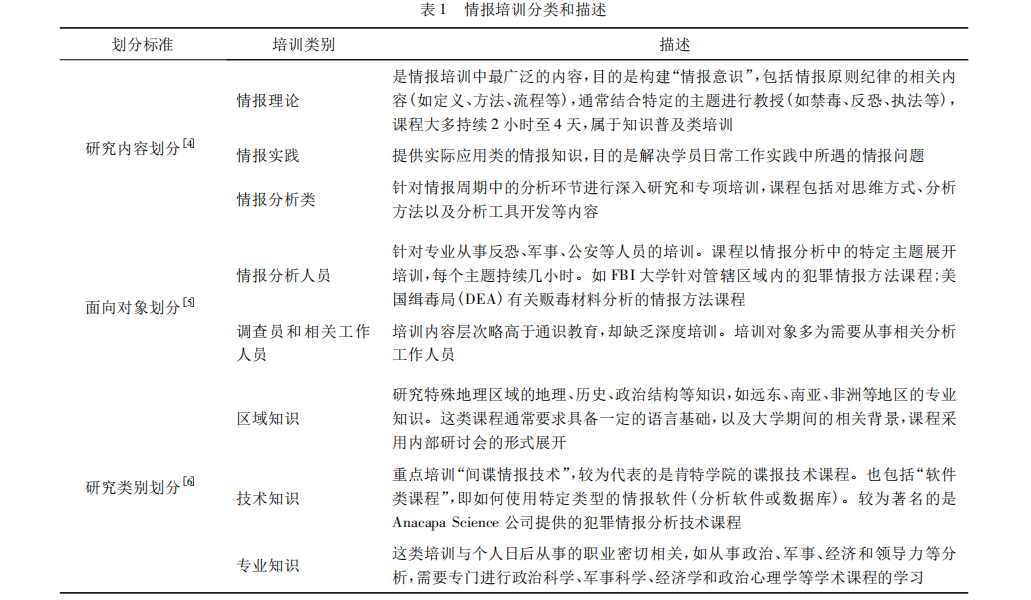 表 1 情报培训分类和描述
划分标准 培训类别 描述
是情报培训中最广泛的内容,目的是构建“情报意识”,包括情报原则纪律的相关内
情报理论 容(如定义、方法、流程等),通常结合特定的主题进行教授(如禁毒、反恐、执法等),
课程大多持续 2 小时至 4 天,属于知识普及类培训
研究内容划分[4]
情报实践 提供实际应用类的情报知识,目的是解决学员日常工作实践中所遇的情报问题
针对情报周期中的分析环节进行深入研究和专项培训,课程包括对思维方式、分析
情报分析类
方法以及分析工具开发等内容
针对专业从事反恐、军事、公安等人员的培训。课程以情报分析中的特定主题展开
情报分析人员 培训,每个主题持续几小时。如 FBI 大学针对管辖区域内的犯罪情报方法课程;美
国缉毒局(DEA)有关贩毒材料分析的情报方法课程
面向对象划分[5]
调查员和相关工作 培训内容层次略高于通识教育,却缺乏深度培训。培训对象多为需要从事相关分析
人员 工作人员
研究特殊地理区域的地理、历史、政治结构等知识,如远东、南亚、非洲等地区的专业
区域知识 知识。这类课程通常要求具备一定的语言基础,以及大学期间的相关背景,课程采
用内部研讨会的形式展开
重点培训“间谍情报技术”,较为代表的是肯特学院的谍报技术课程。也包括“软件
研究类别划分[6]
技术知识 类课程”,即如何使用特定类型的情报软件(分析软件或数据库)。较为著名的是
Anacapa Science 公司提供的犯罪情报分析技术课程
这类培训与个人日后从事的职业密切相关,如从事政治、军事、经济和领导力等分
专业知识
析,需要专门进行政治科学、军事科学、经济学和政治心理学等学术课程的学习